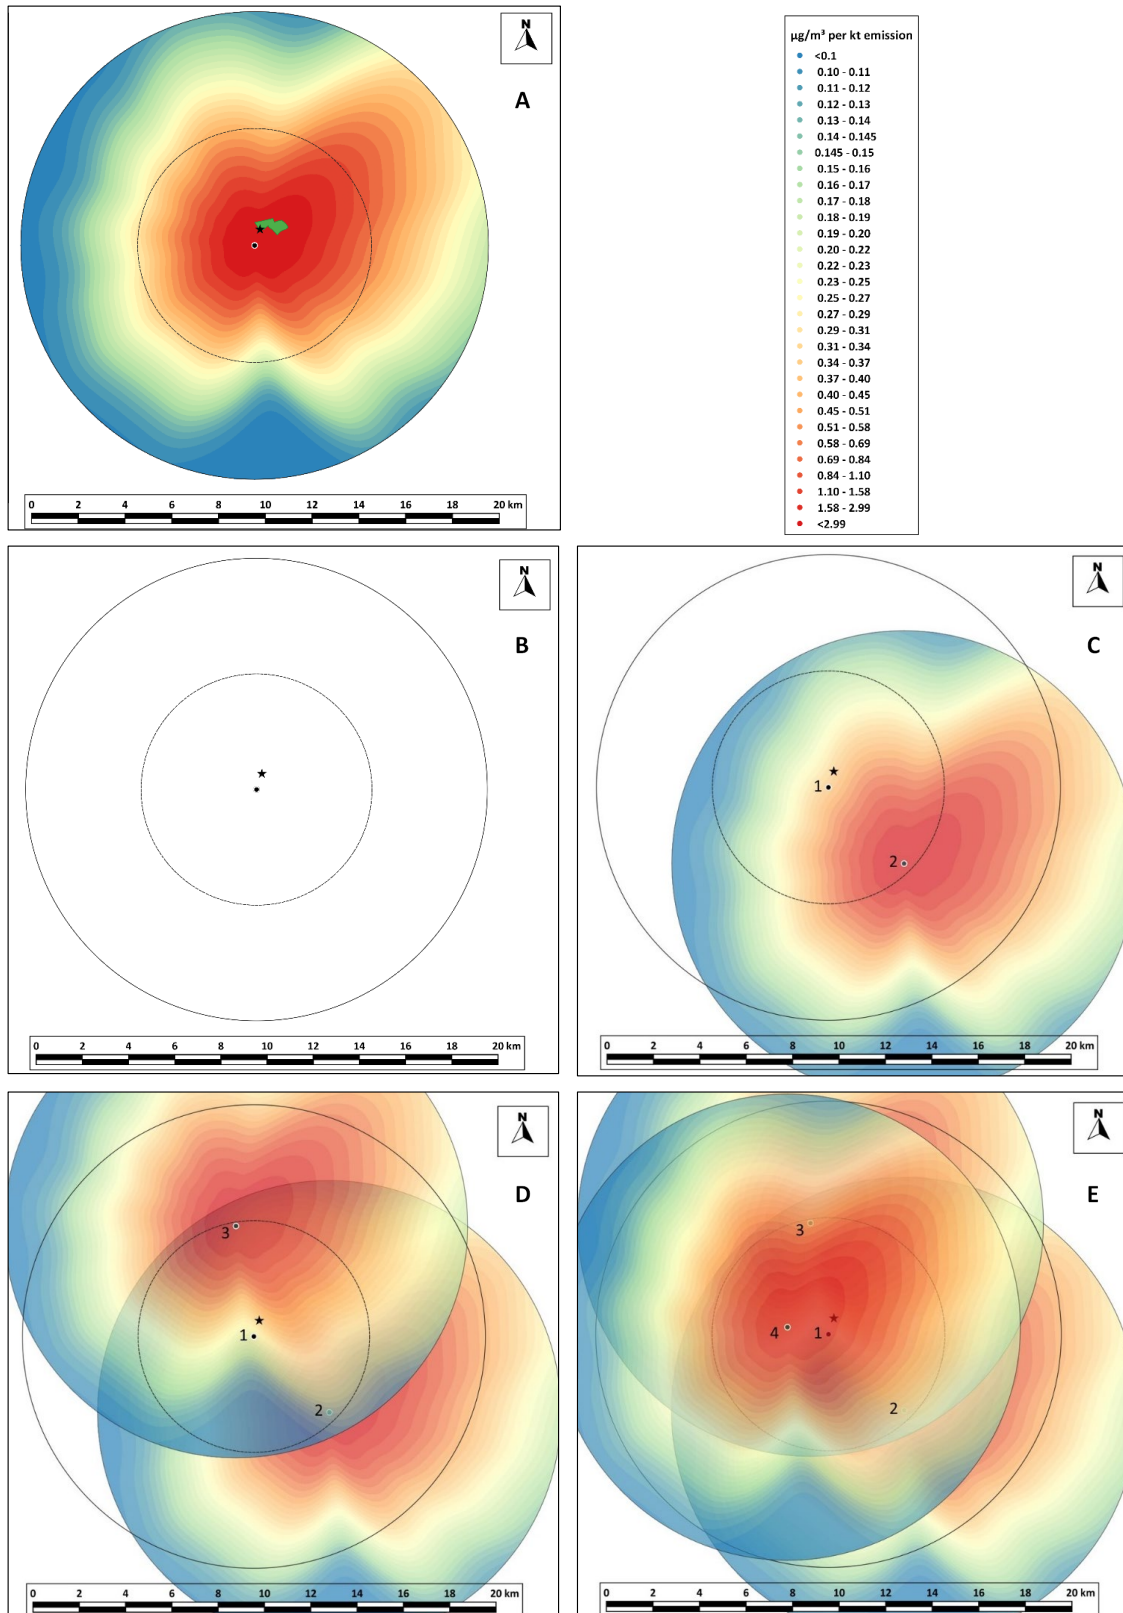 N
A
0 2 4 6 8 10 12 14 16 18 20 km
µg/m³ per kt emission
<0.1
0.10 - 0.11
0.11 - 0.12
0.12 - 0.13
0.13 - 0.14
0.14 - 0.145
0.145 - 0.15
0.15 - 0.16
0.16 - 0.17
0.17 - 0.18
0.18 - 0.19
0.19 - 0.20
0.20 - 0.22
0.22 - 0.23
0.23 - 0.25
0.25 - 0.27
0.27 - 0.29
0.29 - 0.31
0.31 - 0.34
0.34 - 0.37
0.37 - 0.40
0.40 - 0.45
0.45 - 0.51
0.51 - 0.58
0.58 - 0.69
0.69 - 0.84
0.84 - 1.10
1.10 - 1.58
1.58 - 2.99
<2.99
N
B
0 2 4 6 8 10 12 14 16 18 20 km
N
C
1
2
0 2 4 6 8 10 12 14 16 18 20 km
N
D
3
1
2
0 2 4 6 8 10 12 14 16 18 20 km
N
E
3
4 1
2
0 2 4 6 8 10 12 14 16 18 20 km